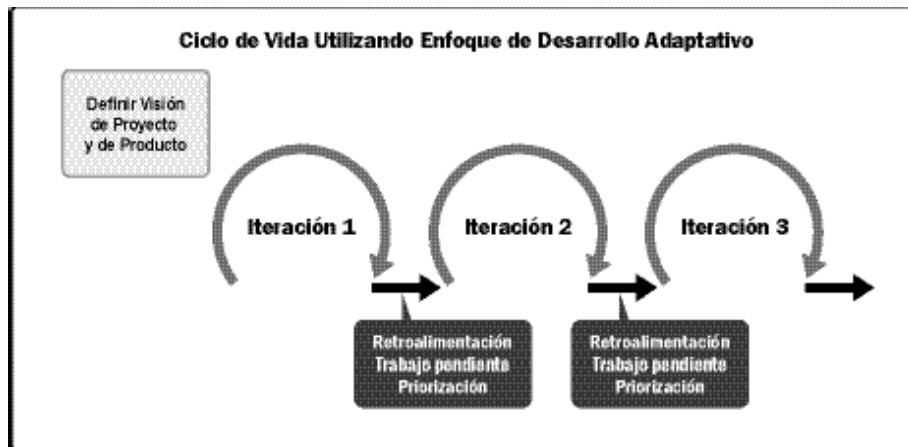 Ciclo de Vida Utilizando Enfoque de Desarrollo Adaptativo
Definir Visión
de Proyecto
y de Producto
Iteración 1
Iteración 2
Iteración 3
Retroalimentación
Trabajo pendiente
Priorización
Retroalimentación
Trabajo pendiente
Priorización